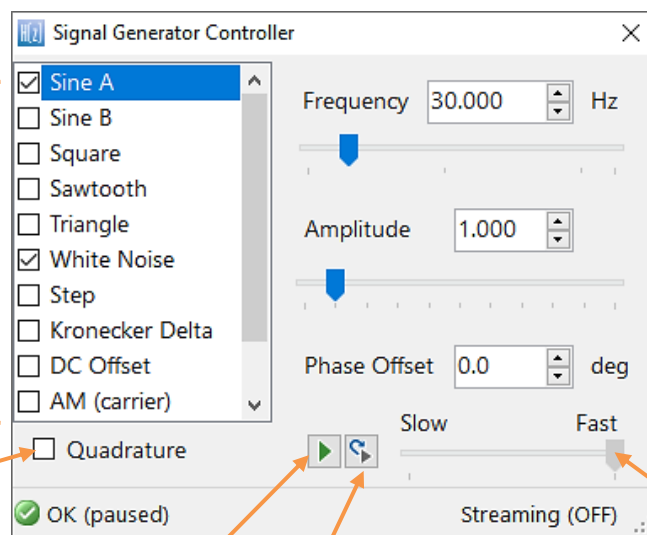 H[z] Signal Generator Controller
Sine A
Sine B
Square
Sawtooth
Triangle
White Noise
Step
Kronecker Delta
DC Offset
AM (carrier)
Quadrature
Frequency 30.000 Hz
Amplitude 1.000
Phase Offset 0.0 deg
Slow Fast
OK (paused) Streaming (OFF)